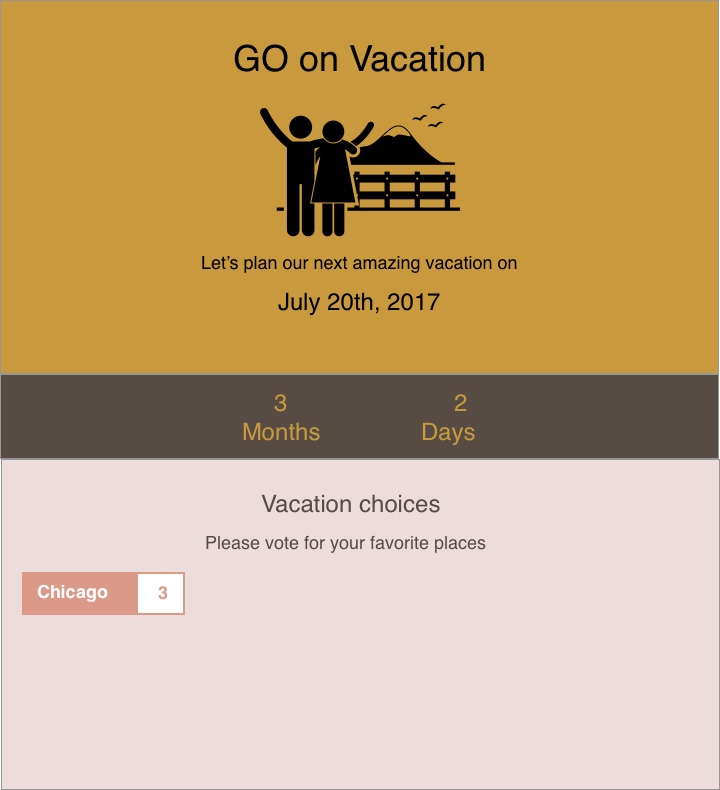 GO on Vacation
Let’s plan our next amazing vacation on
July 20th, 2017
3 2
Months Days
Vacation choices
Please vote for your favorite places
Chicago 3